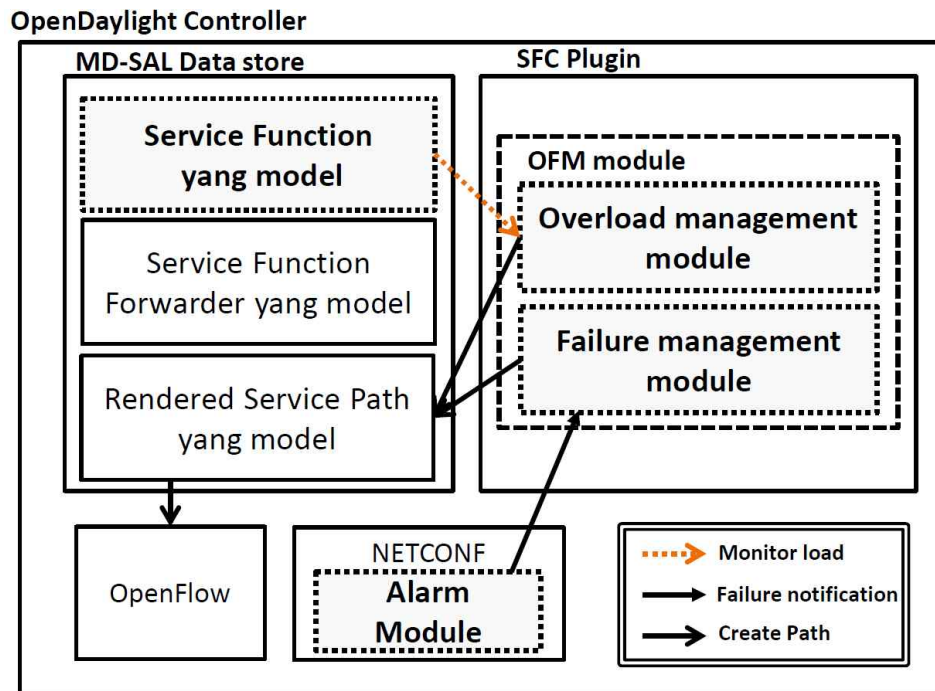 OpenDaylight Controller
MD-SAL Data store
Service Function
yang model
Service Function
Forwarder yang model
Rendered Service Path
yang model
SFC Plugin
OFM module
Overload management
module
Failure management
module
OpenFlow
NETCONF
Alarm
Module
Monitor load
Failure notification
Create Path